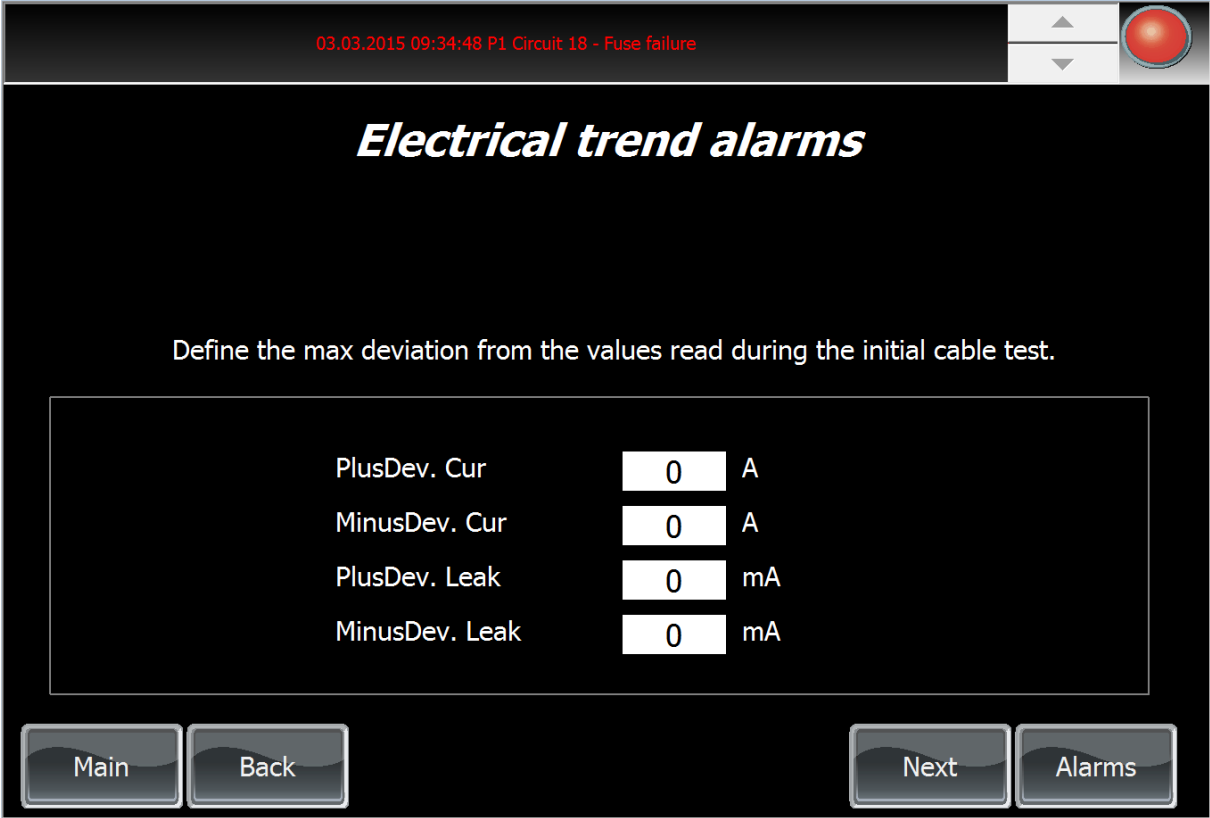 03.03.2015 09:34:48 P1 Circuit 18 - Fuse failure
Electrical trend alarms
Define the max deviation from the values read during the initial cable test.
PlusDev. Cur 0 A
MinusDev. Cur 0 A
PlusDev. Leak 0 mA
MinusDev. Leak 0 mA
Main Back Next Alarms